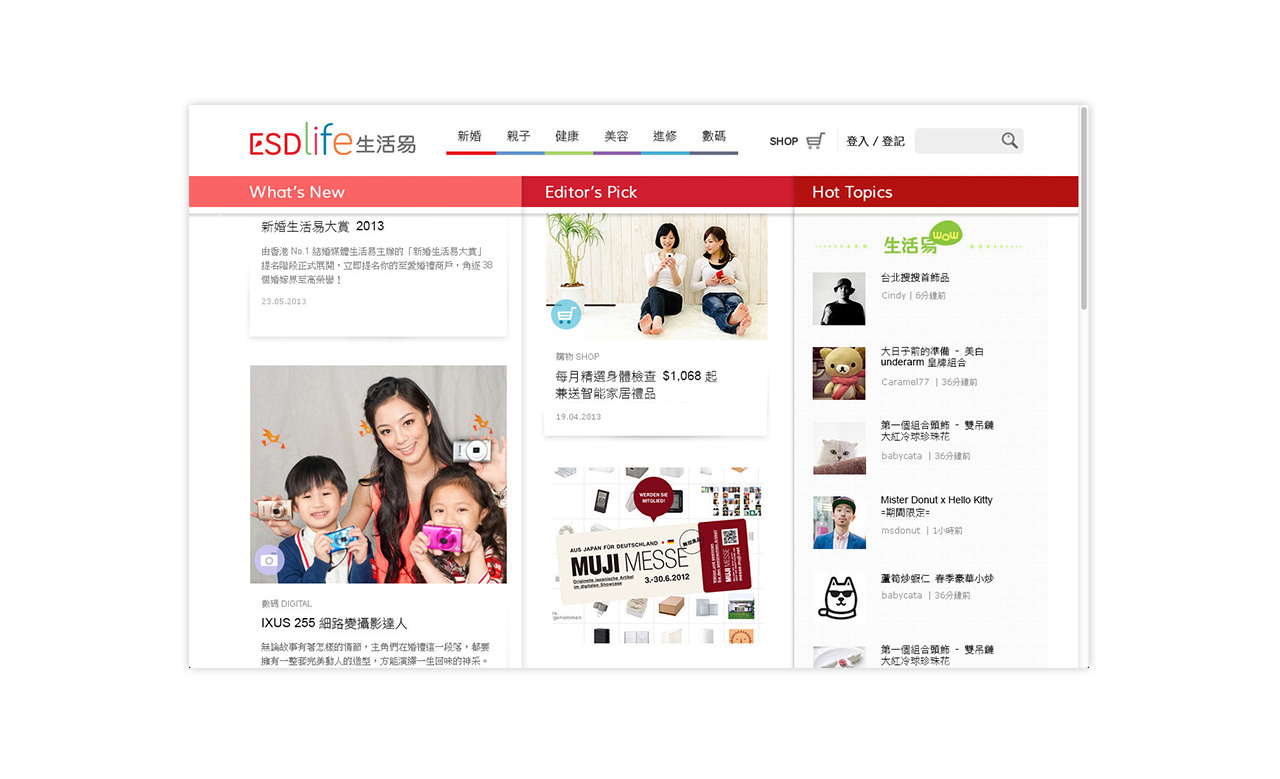 ESDlife 生活易
新婚 親子 健康 美容 進修 數碼
SHOP
登入 / 登記
What's New
Editor's Pick
Hot Topics
新婚生活易大賞 2013
由香港 No.1 結婚媒體生活易主辦的「新婚生活易大賞」
提名階段正式展開，立即提名你的至愛婚禮商戶，角逐 38
個婚嫁界至高榮譽！
23.05.2013
數碼 DIGITAL
IXUS 255 細路變攝影達人
無論故事有著怎樣的情節，主角們在婚禮這一段落，都要
擁有一整套完美動人的造型，方能演繹一生回味的神采。
購物 SHOP
每月精選身體檢查 $1,068 起
兼送智能家居禮品
19.04.2013
WERDEN SIE
MITGLIED!
AUS JAPAN FÜR DEUTSCHLAND
MUJI MESSE
Originelle japanische Artikel
im digitalen Showcase
3.-30.6.2012
MUJI MESSE
genommen
生活易 WOW
台北搜搜首飾品
Cindy | 6分鐘前
大日子前的準備 - 美白
underarm 皇牌組合
Caramel77 | 36分鐘前
第一個組合頭飾 - 雙吊鏈
大紅冷球珍珠花
babycata | 36分鐘前
Mister Donut x Hello Kitty
=期間限定=
msdonut | 1小時前
蘆筍炒蝦仁 春季豪華小炒
babycata | 36分鐘前
第一個組合頭飾 - 雙吊鏈
大紅冷球珍珠花